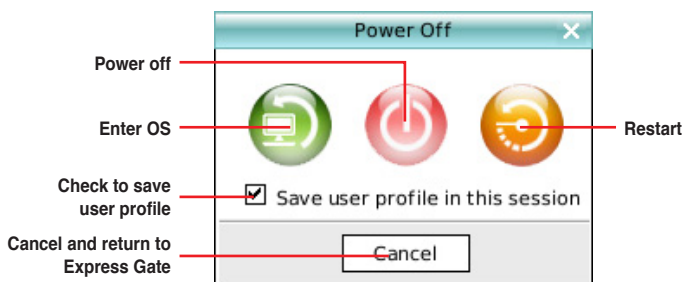 Power Off
Power off
Enter OS
Restart
Check to save
user profile
Save user profile in this session
Cancel and return to
Express Gate
Cancel